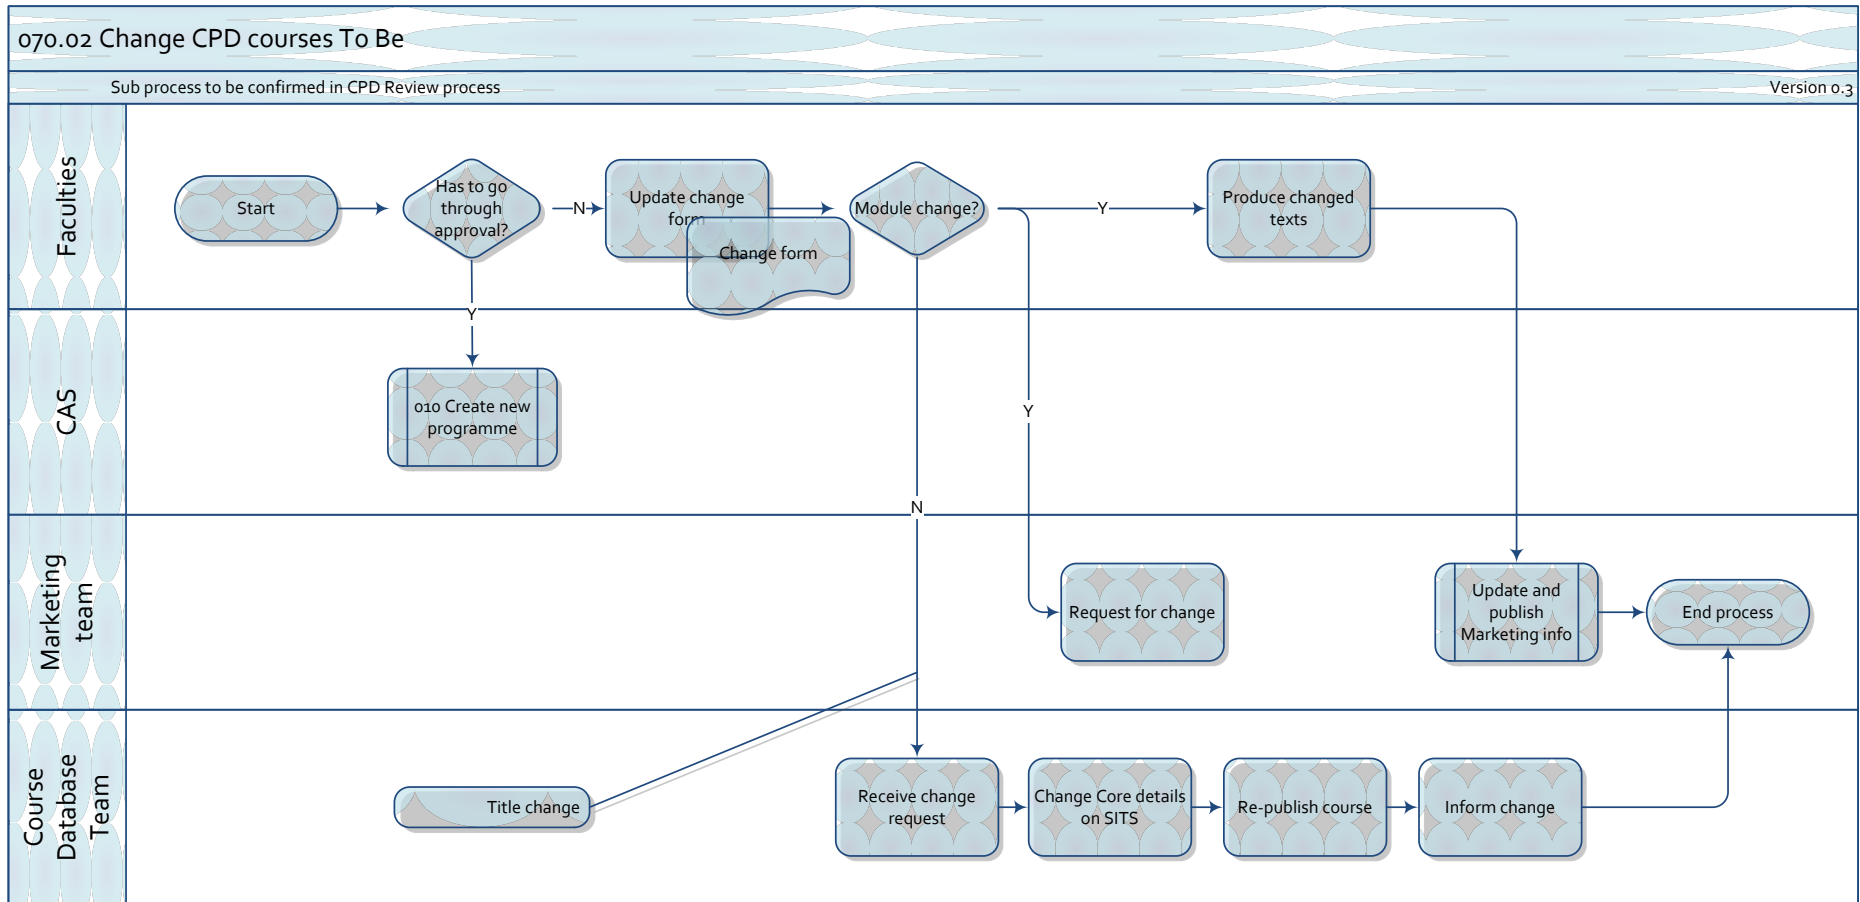 070.02 Change CPD courses To Be
Sub process to be confirmed in CPD Review process
Version 0.3
Faculties
Start
Has to go
through
approval?
N
Update change
form
Change form
Module change?
Y
Produce changed
texts
Y
CAS
010 Create new
programme
Y
N
Marketing
team
Request for change
Update and
publish
Marketing info
End process
Course
Database
Team
Title change
Receive change
request
Change Core details
on SITS
Re-publish course
Inform change